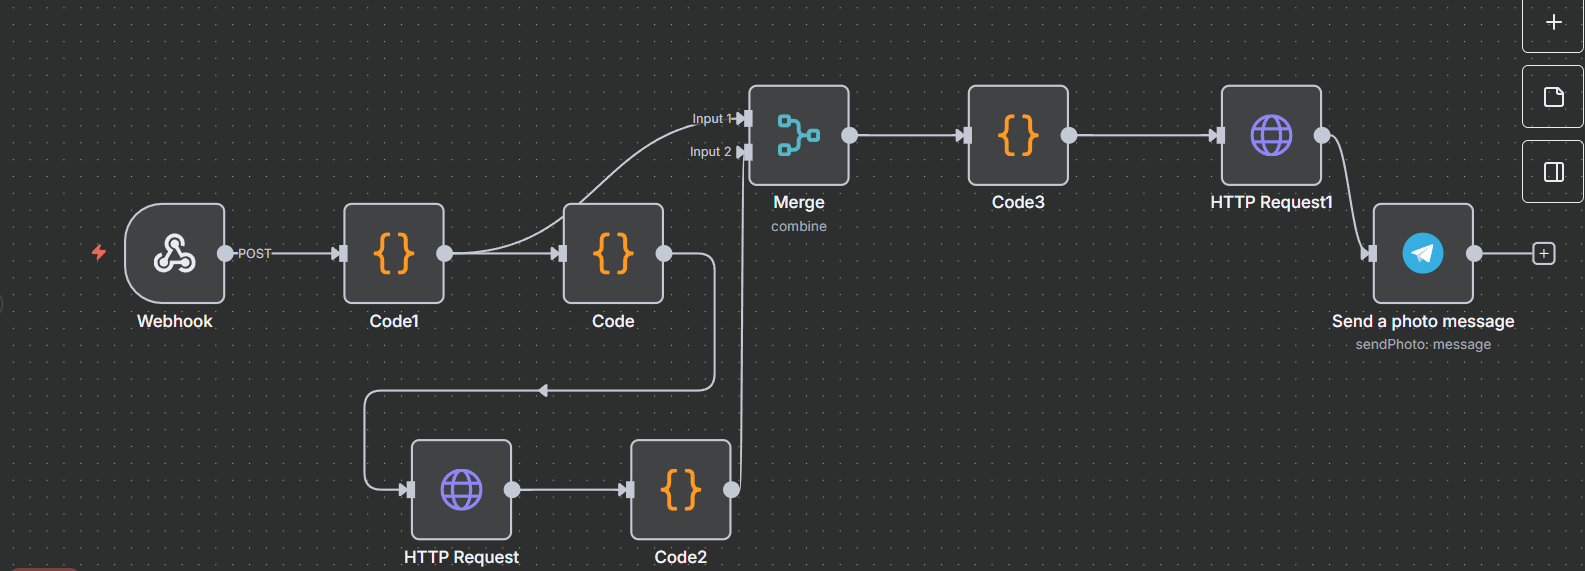 Input 1
Input 2
Merge
combine
Code3
HTTP Request1
POST
Webhook
Code1
Code
Send a photo message
sendPhoto: message
HTTP Request
Code2